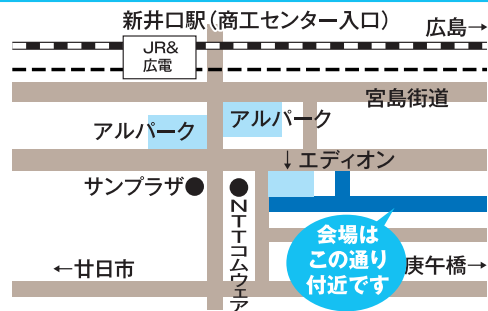 新井口駅(商工センター入口)
広島→
JR&
広電
宮島街道
アルパーク
アルパーク
↓エディオン
サンプラザ●
●NTTコムウェア
会場は
この通り
付近です
←廿日市
庚午橋→